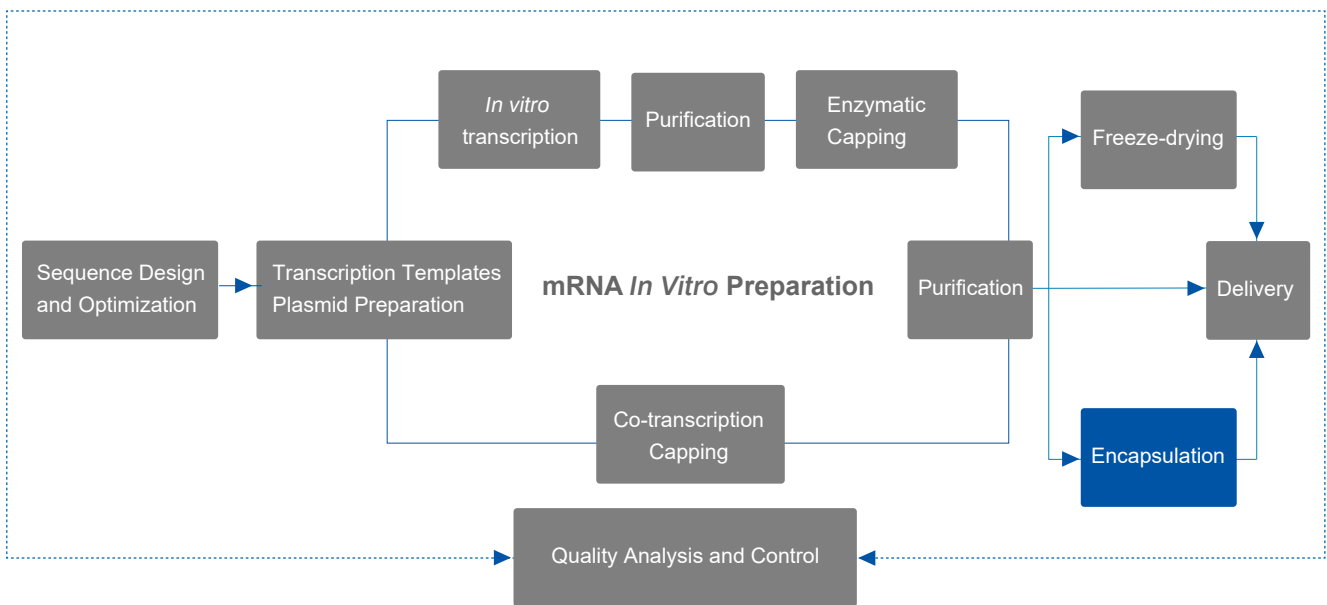 In vitro
transcription
Purification
Enzymatic
Capping
Freeze-drying
Sequence Design
and Optimization
Transcription Templates
Plasmid Preparation
mRNA In Vitro Preparation
Purification
Delivery
Co-transcription
Capping
Encapsulation
Quality Analysis and Control